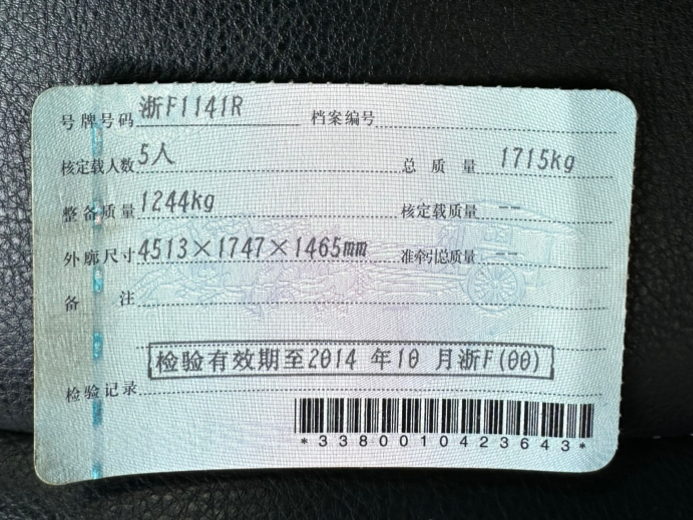 号牌号码 浙F1141R 档案编号
核定载人数 5人 总质量 1715kg
整备质量 1244kg 核定载质量 --
外廓尺寸 4513×1747×1465mm 准牵引总质量 --
备注
检验有效期至2014 年10 月浙F(00)
检验记录
*3380010423643*